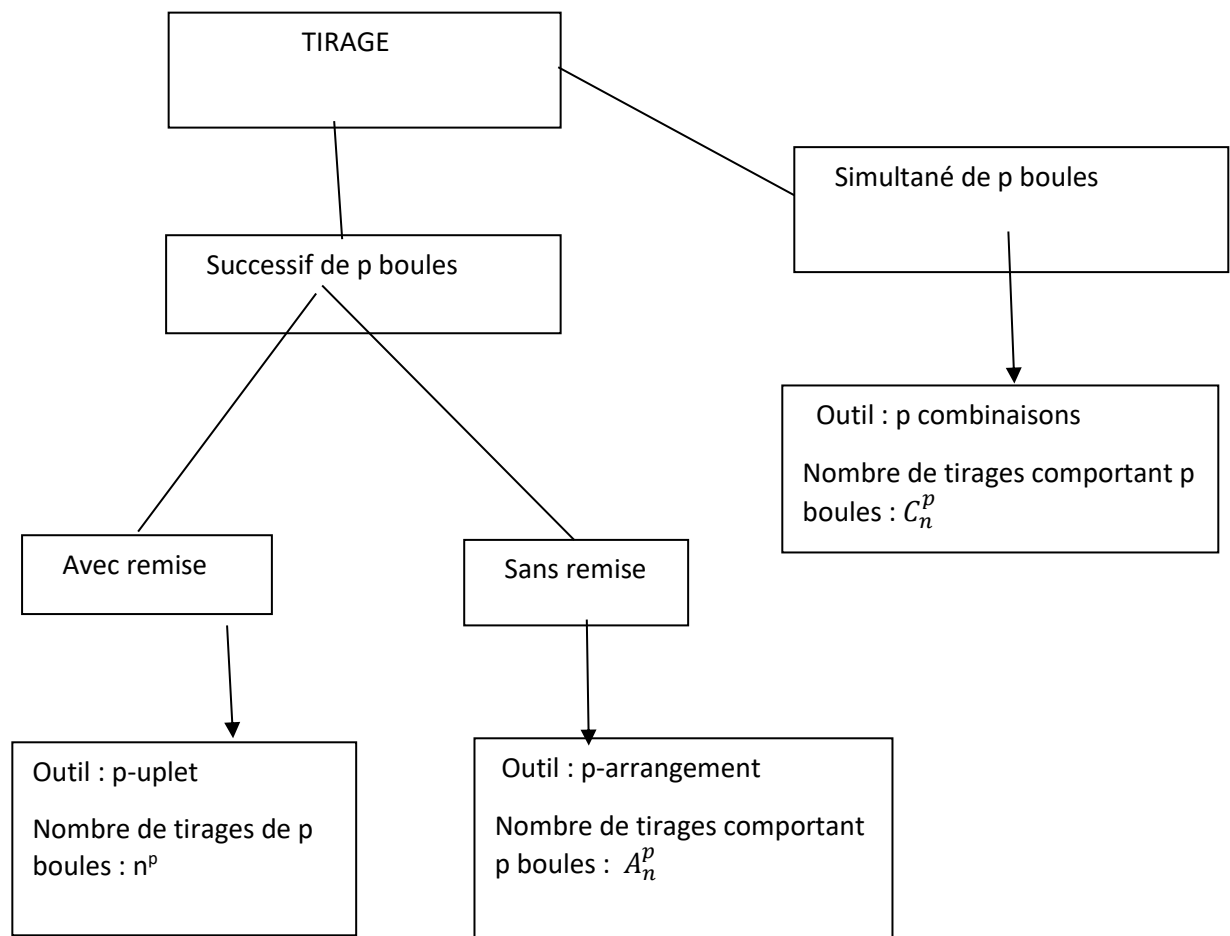 TIRAGE
Simultané de p boules
Successif de p boules
Outil : p combinaisons
Nombre de tirages comportant p
boules : $C_n^p$
Avec remise
Sans remise
Outil : p-uplet
Nombre de tirages de p
boules : nᵖ
Outil : p-arrangement
Nombre de tirages comportant
p boules : $A_n^p$